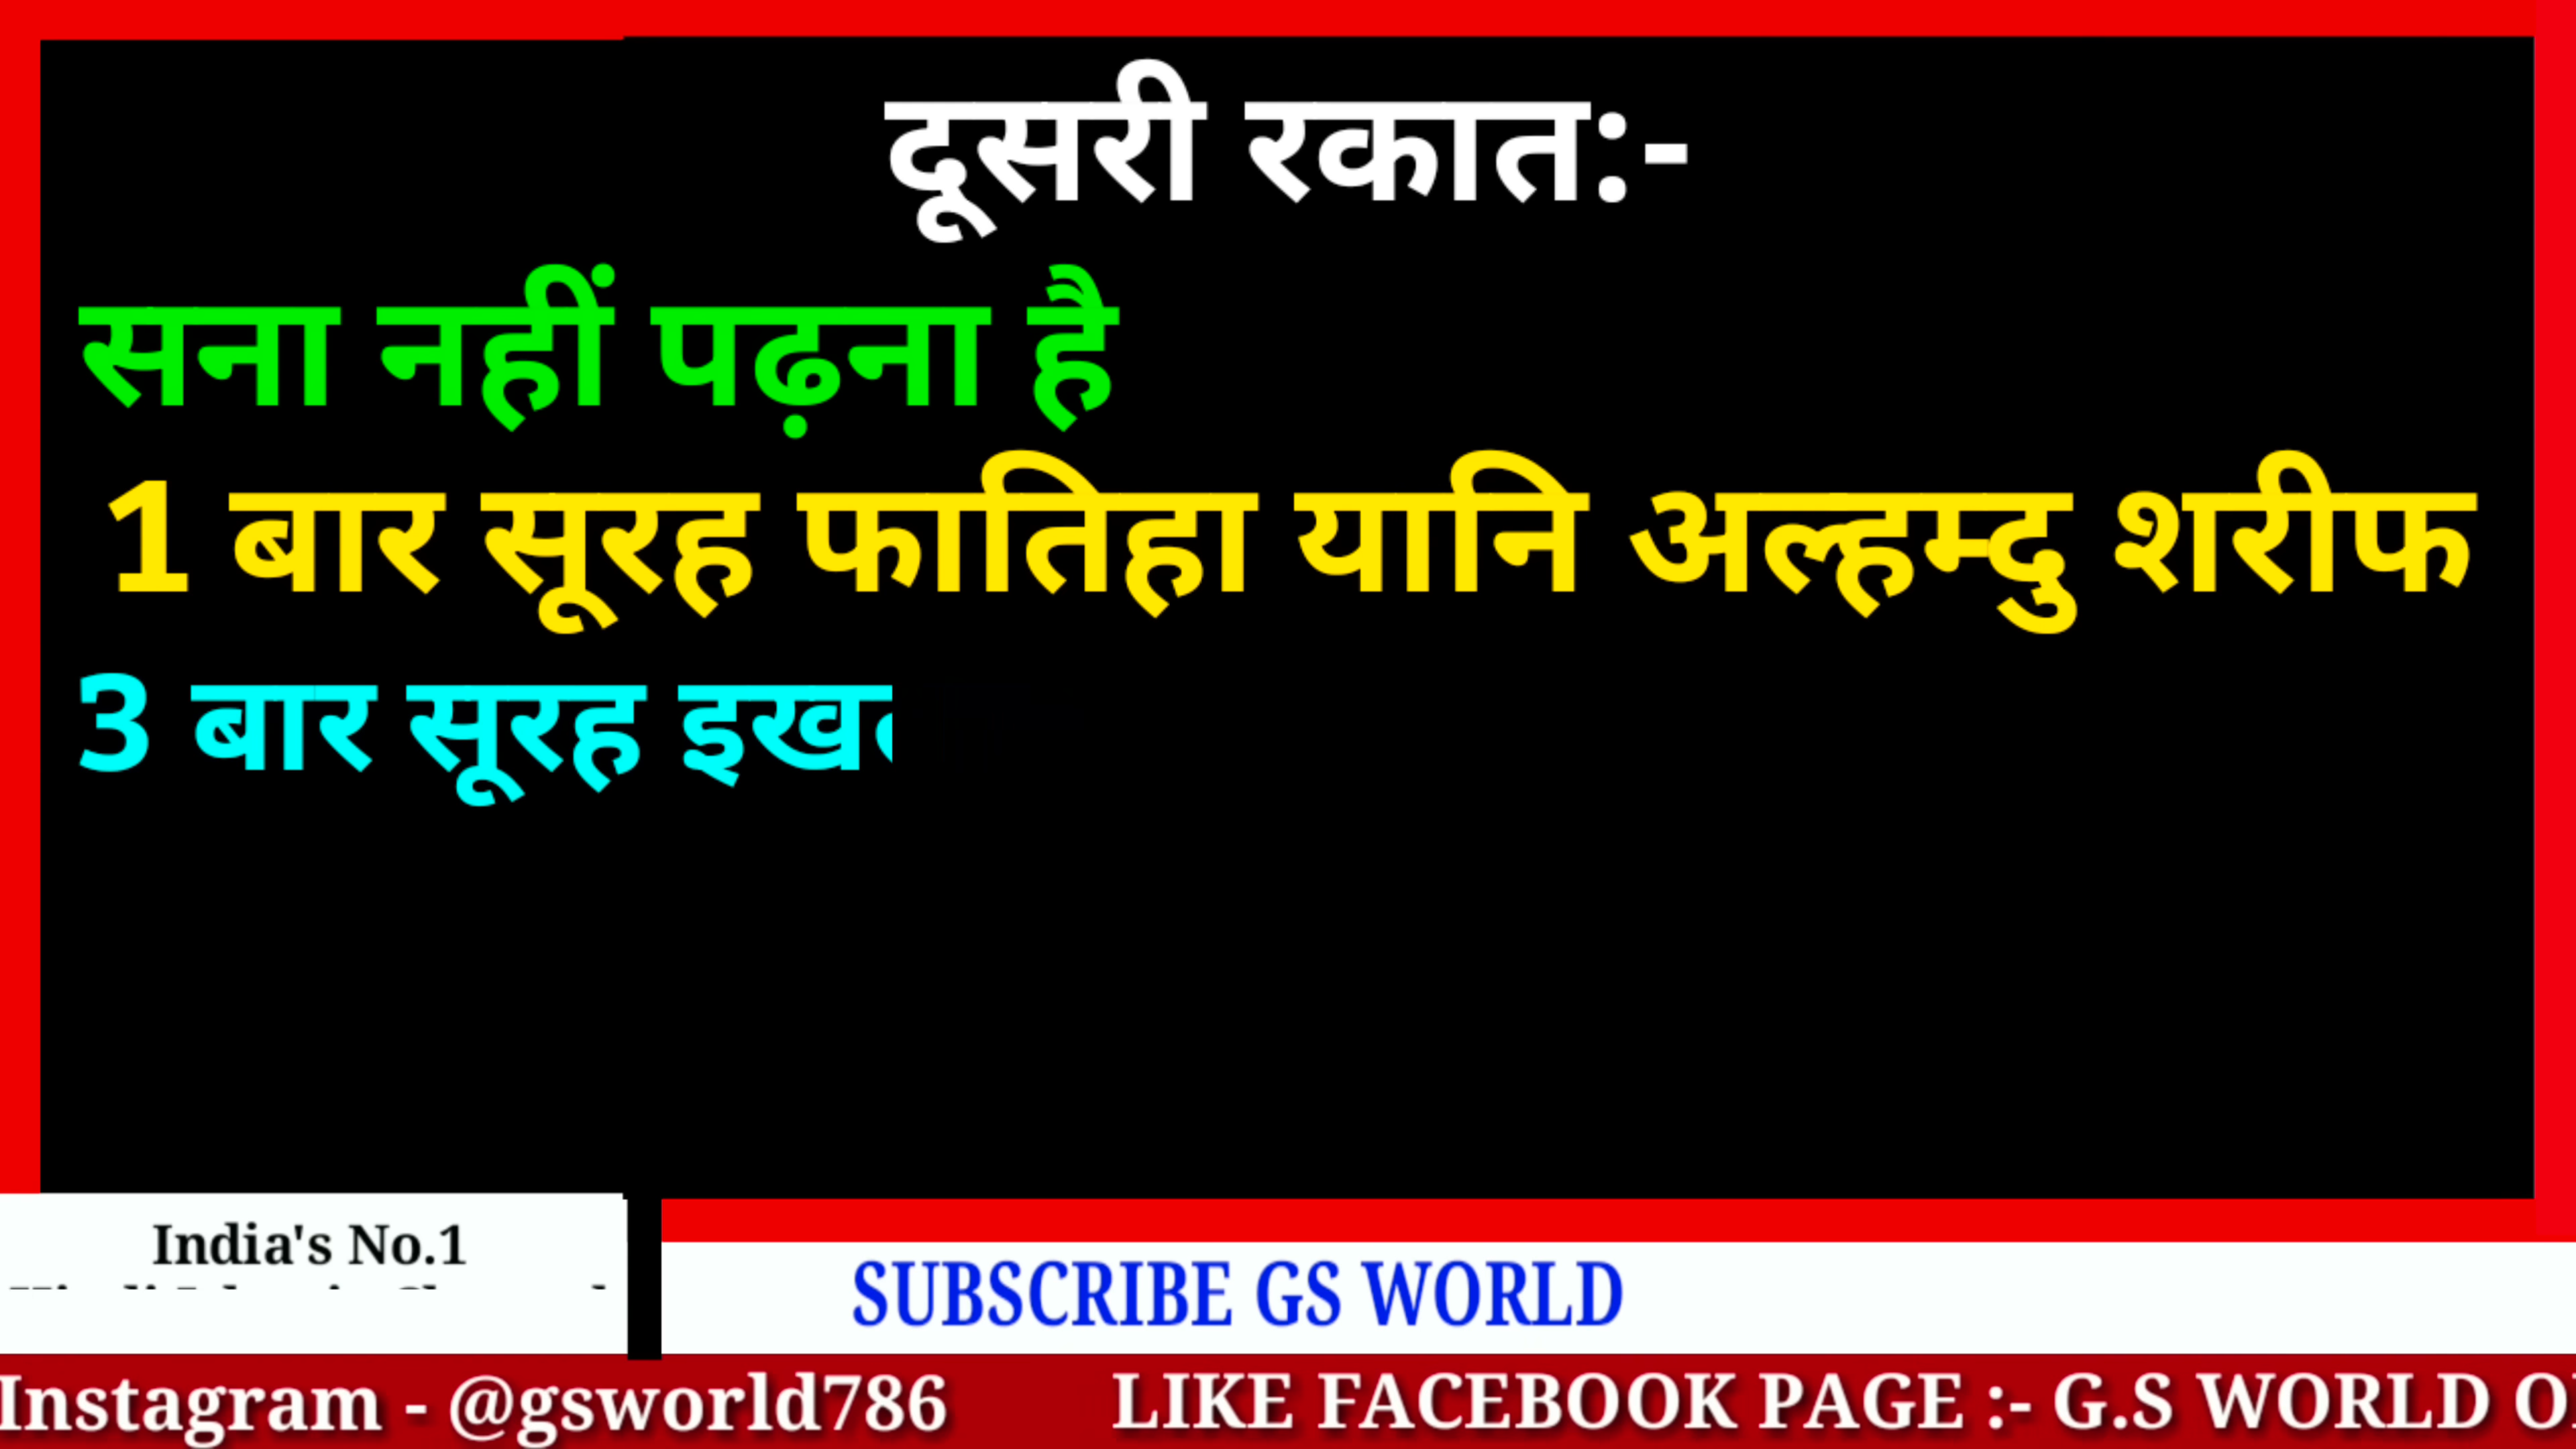 दूसरी रकात:-
सना नहीं पढ़ना है
1 बार सूरह फातिहा यानि अल्हम्दु शरीफ
3 बार सूरह
India's No.1
SUBSCRIBE GS WORLD
Instagram - @gsworld786 LIKE FACEBOOK PAGE :- G.S WORLD